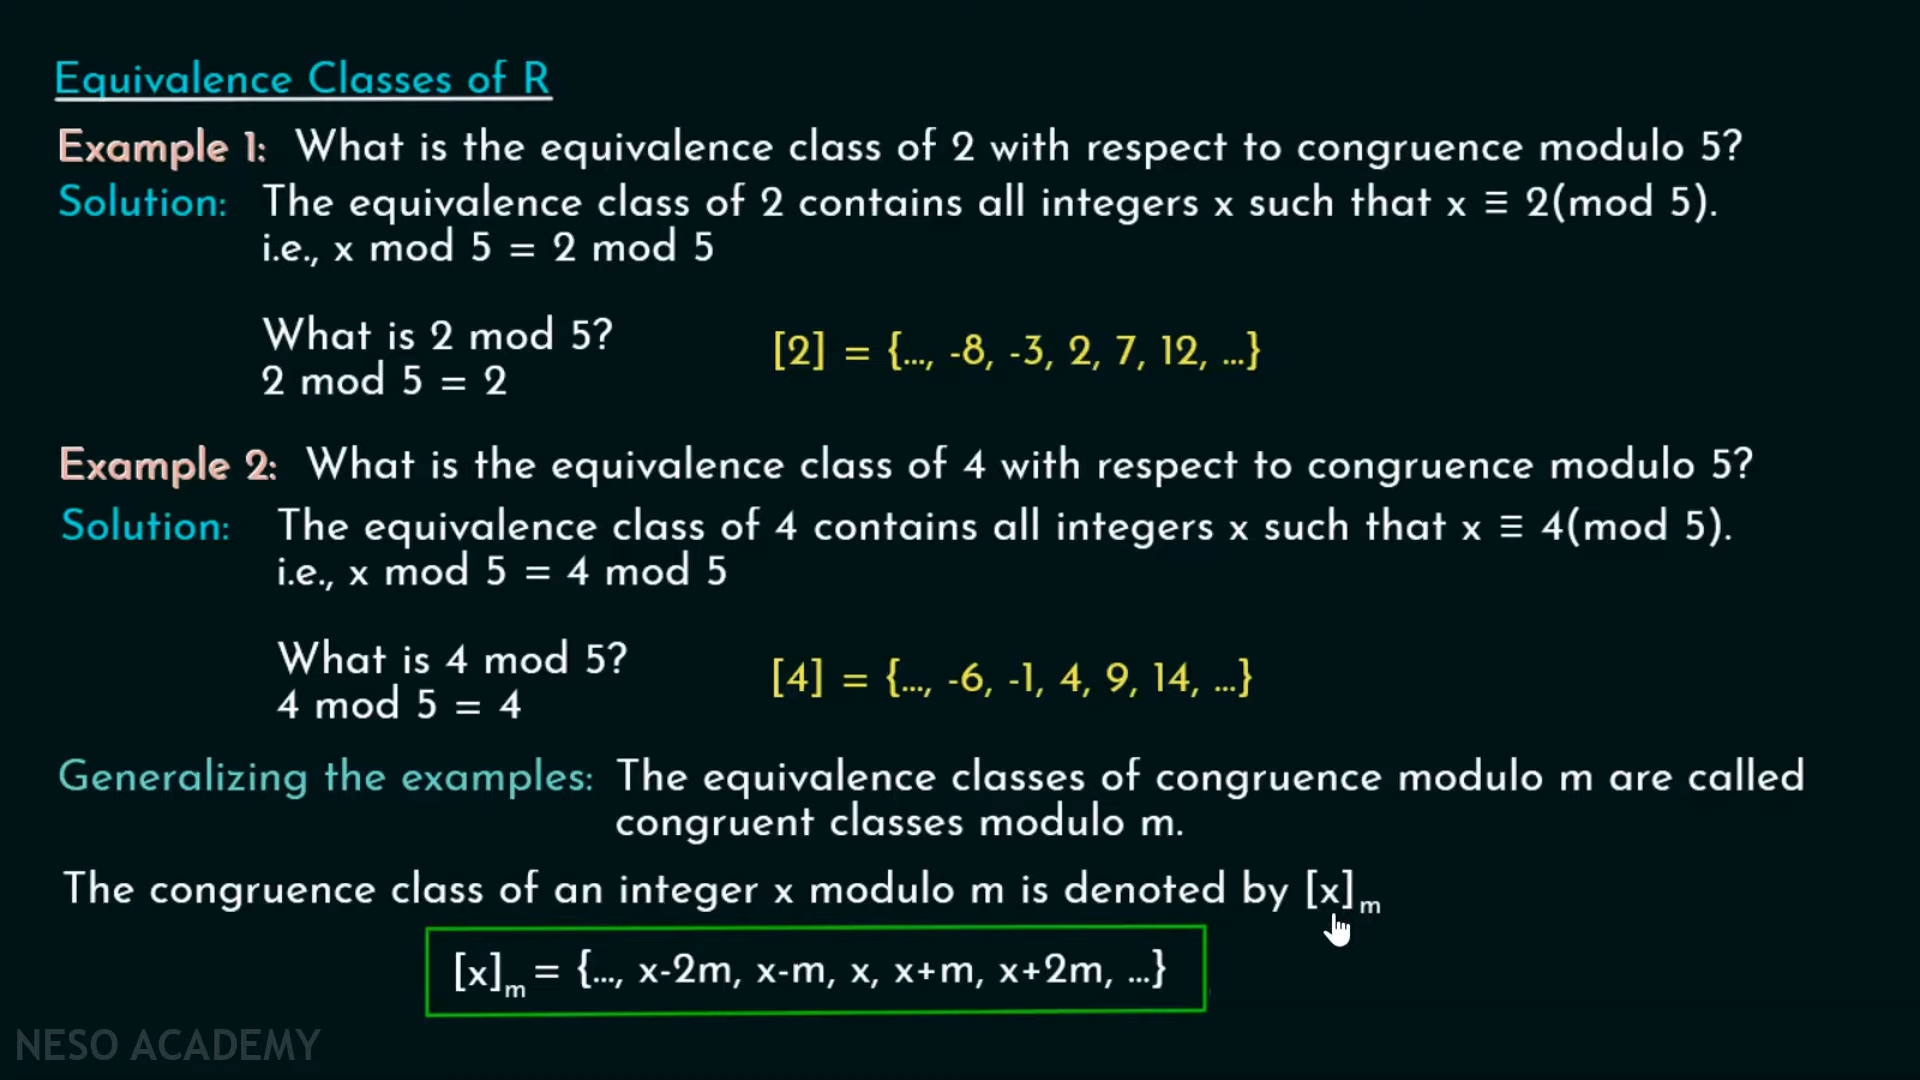 Equivalence Classes of R
Example 1: What is the equivalence class of 2 with respect to congruence modulo 5?
Solution: The equivalence class of 2 contains all integers x such that x ≡ 2(mod 5).
i.e., x mod 5 = 2 mod 5
What is 2 mod 5?
2 mod 5 = 2
[2] = {..., -8, -3, 2, 7, 12, ...}
Example 2: What is the equivalence class of 4 with respect to congruence modulo 5?
Solution: The equivalence class of 4 contains all integers x such that x ≡ 4(mod 5).
i.e., x mod 5 = 4 mod 5
What is 4 mod 5?
4 mod 5 = 4
[4] = {..., -6, -1, 4, 9, 14, ...}
Generalizing the examples: The equivalence classes of congruence modulo m are called
congruent classes modulo m.
The congruence class of an integer x modulo m is denoted by [x]ₘ
[x]ₘ = {..., x-2m, x-m, x, x+m, x+2m, ...}
NESO ACADEMY